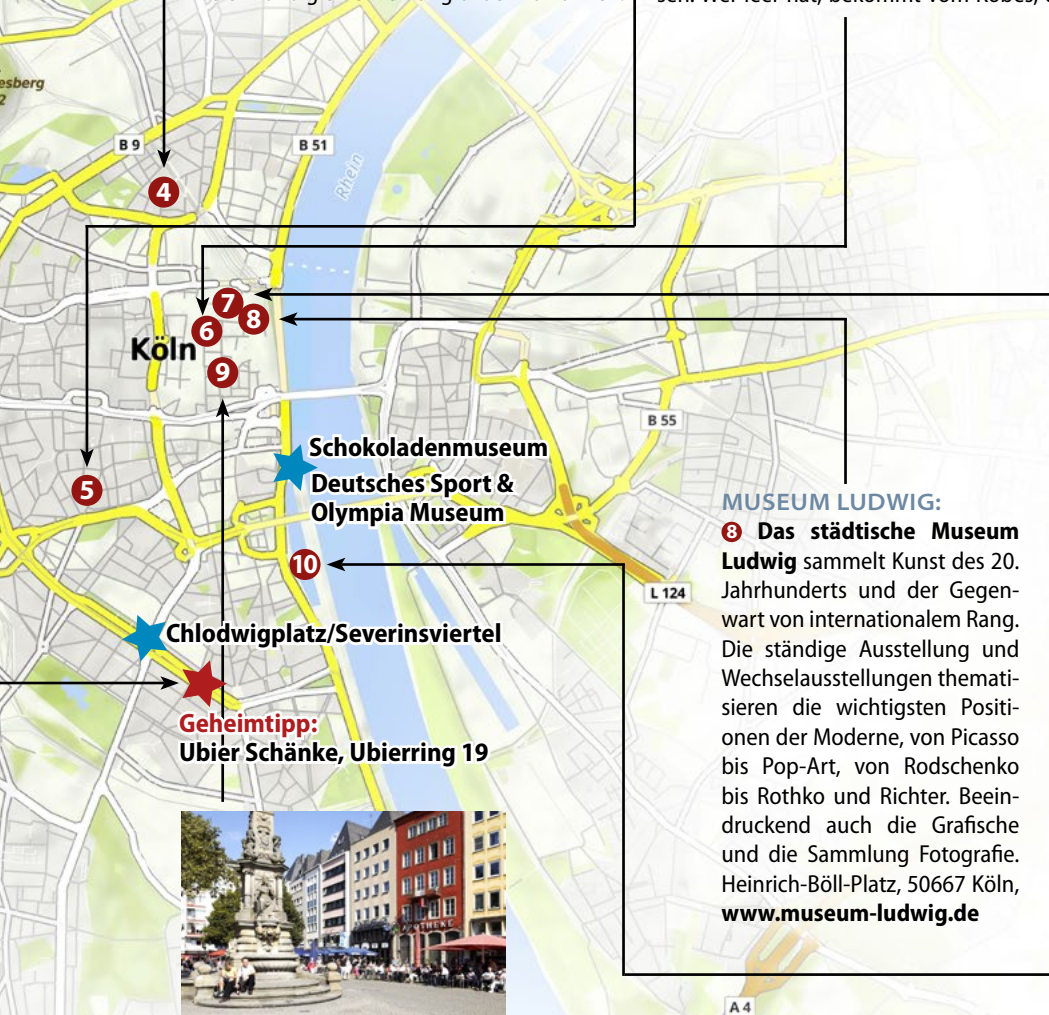 sen. Wer leer hat, bekommt vom Köbes,
esberg
2
B 9
B 51
Rhein
4
7
8
6
Köln
9
B 55
Schokoladenmuseum
Deutsches Sport &
Olympia Museum
5
10
L 124
Chlodwigplatz/Severinsviertel
Geheimtipp:
Ubier Schänke, Ubierring 19
APOTHEKE
MUSEUM LUDWIG:
8 Das städtische Museum
Ludwig sammelt Kunst des 20.
Jahrhunderts und der Gegen-
wart von internationalem Rang.
Die ständige Ausstellung und
Wechselausstellungen themati-
sieren die wichtigsten Positi-
onen der Moderne, von Picasso
bis Pop-Art, von Rodschenko
bis Rothko und Richter. Beein-
druckend auch die Grafische
und die Sammlung Fotografie.
Heinrich-Böll-Platz, 50667 Köln,
www.museum-ludwig.de
A 4